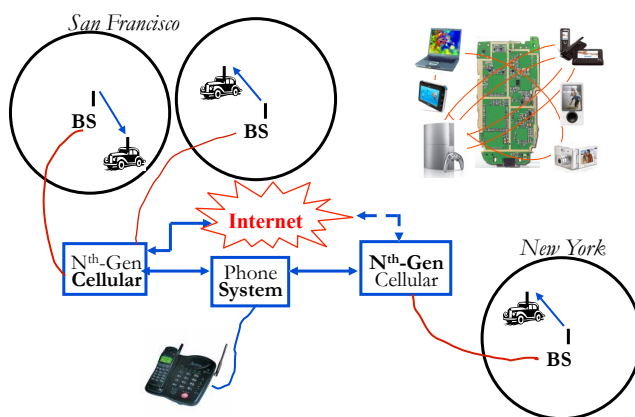 San Francisco
BS
BS
Internet
Nth-Gen
Cellular
Phone
System
Nth-Gen
Cellular
New York
BS